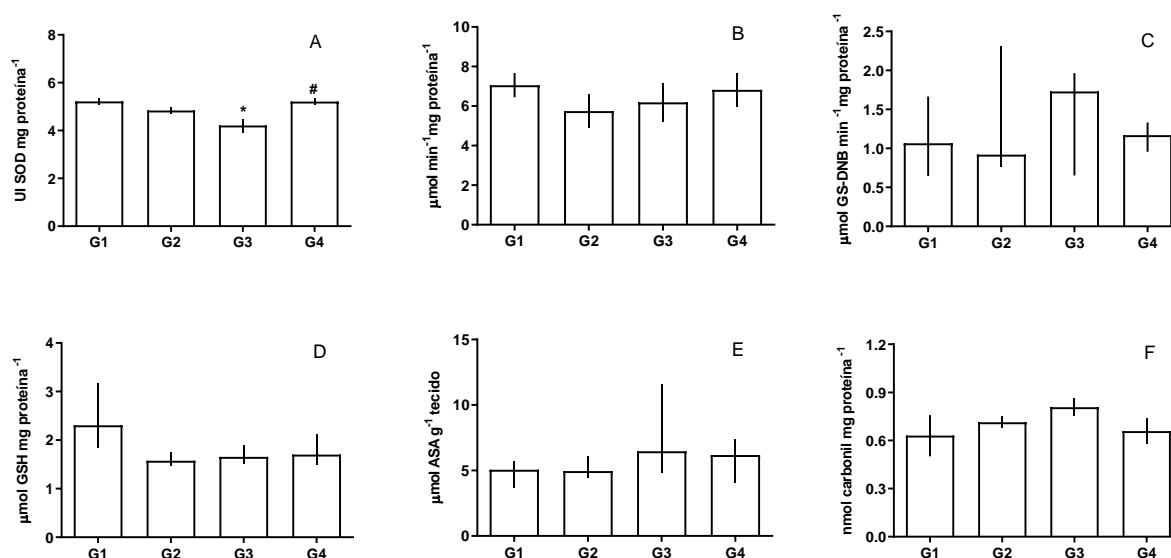 A
UI SOD mg proteína⁻¹
8
6
4
2
0
*
#
G1 G2 G3 G4
B
μmol min⁻¹mg proteína⁻¹
10
8
6
4
2
0
G1 G2 G3 G4
C
μmol GS-DNB min⁻¹mg proteína⁻¹
2.5
2.0
1.5
1.0
0.5
0.0
G1 G2 G3 G4
D
μmol GSH mg proteína⁻¹
4
3
2
1
0
G1 G2 G3 G4
E
μmol ASA g⁻¹ tecido
15
10
5
0
G1 G2 G3 G4
F
nmol carbonil mg proteína⁻¹
1.2
0.9
0.6
0.3
0.0
G1 G2 G3 G4